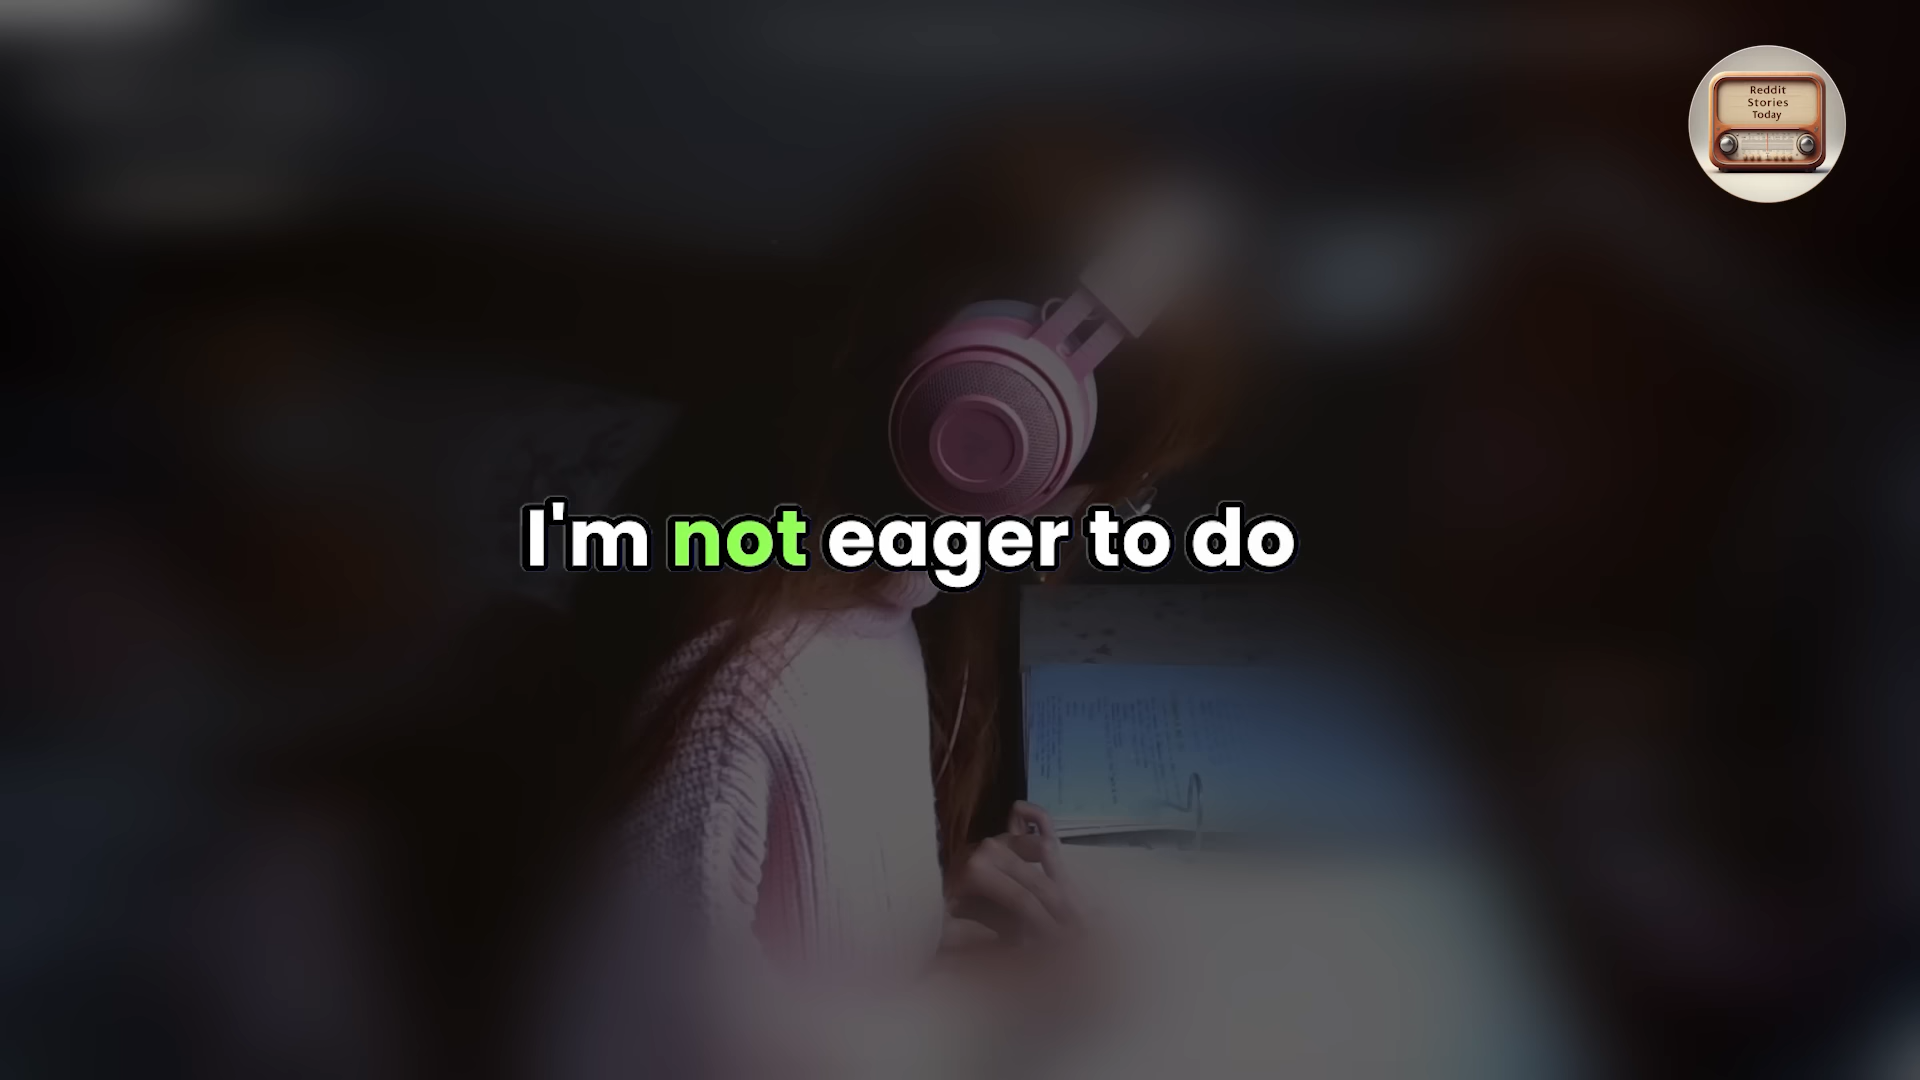 Reddit
Stories
Today
I'm not eager to do